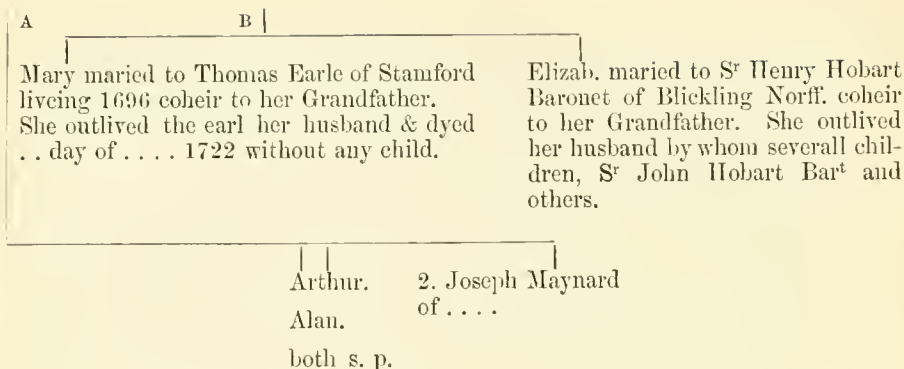 A B
Mary maried to Thomas Earle of Stamford
liveing 1696 coheir to her Grandfather.
She outlived the earl her husband & dyed
. . day of . . . . 1722 without any child.
Elizab. maried to Sʳ Henry Hobart
Baronet of Blickling Norff. coheir
to her Grandfather. She outlived
her husband by whom severall chil-
dren, Sʳ John Hobart Barᵗ and
others.
Arthur.
Alan.
both s. p.
2. Joseph Maynard
of . . . .